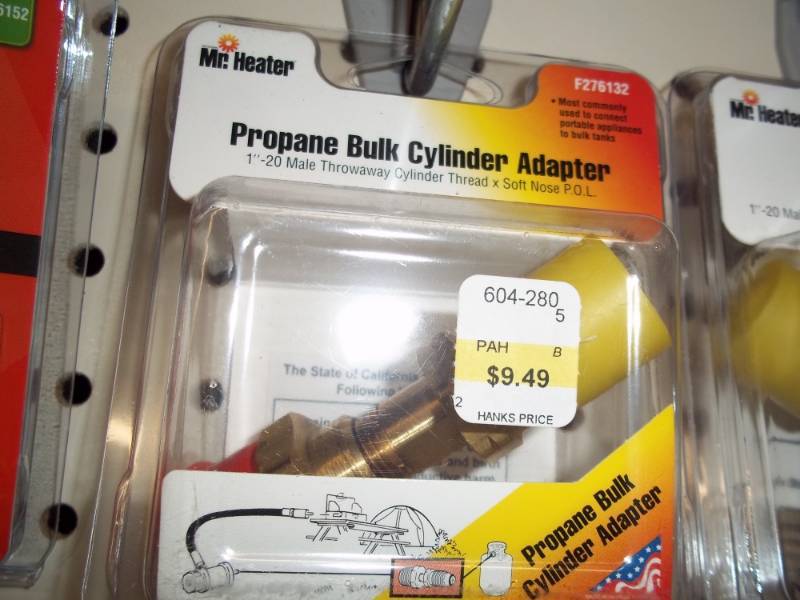 6152
Mr. Heater
F276132
• Most commonly
used to connect
portable appliances
to bulk tanks
Propane Bulk Cylinder Adapter
1"-20 Male Throwaway Cylinder Thread x Soft Nose P.O.L.
604-280
5
PAH B
$9.49
2
HANKS PRICE
The State of California
Following
and birth
Propane Bulk
Cylinder Adapter
Mr. Heater
1"-20 Ma